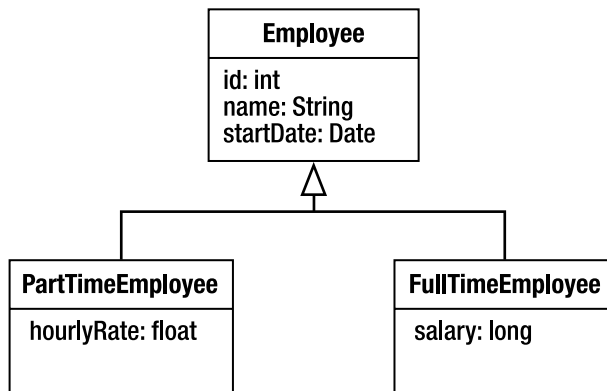 Employee
id: int
name: String
startDate: Date
PartTimeEmployee
hourlyRate: float
FullTimeEmployee
salary: long